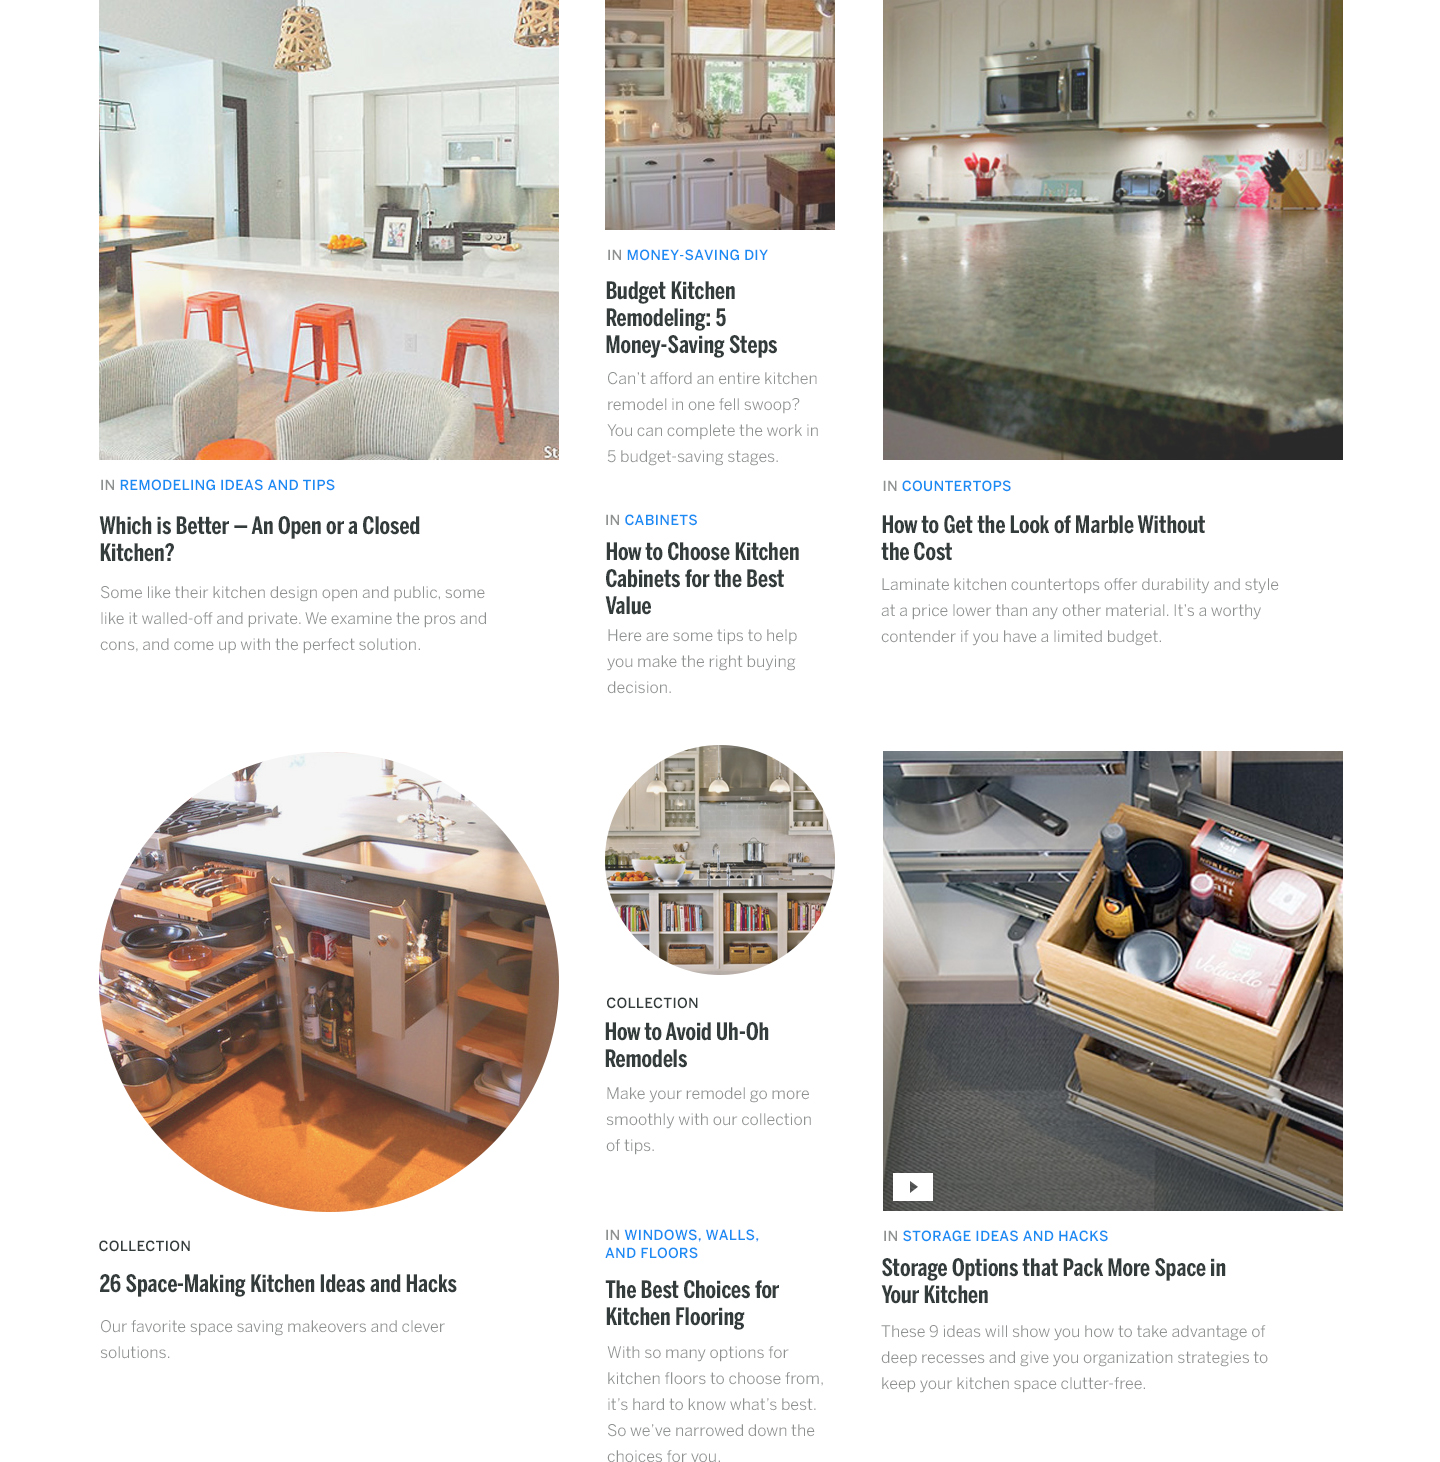 St
IN REMODELING IDEAS AND TIPS
Which is Better – An Open or a Closed
Kitchen?
Some like their kitchen design open and public, some
like it walled-off and private. We examine the pros and
cons, and come up with the perfect solution.
IN MONEY-SAVING DIY
Budget Kitchen
Remodeling: 5
Money-Saving Steps
Can't afford an entire kitchen
remodel in one fell swoop?
You can complete the work in
5 budget-saving stages.
IN CABINETS
How to Choose Kitchen
Cabinets for the Best
Value
Here are some tips to help
you make the right buying
decision.
IN COUNTERTOPS
How to Get the Look of Marble Without
the Cost
Laminate kitchen countertops offer durability and style
at a price lower than any other material. It's a worthy
contender if you have a limited budget.
COLLECTION
26 Space-Making Kitchen Ideas and Hacks
Our favorite space saving makeovers and clever
solutions.
COLLECTION
How to Avoid Uh-Oh
Remodels
Make your remodel go more
smoothly with our collection
of tips.
IN WINDOWS, WALLS,
AND FLOORS
The Best Choices for
Kitchen Flooring
With so many options for
kitchen floors to choose from,
it's hard to know what's best.
So we've narrowed down the
choices for you.
Salt
Crystal
Salt
IN STORAGE IDEAS AND HACKS
Storage Options that Pack More Space in
Your Kitchen
These 9 ideas will show you how to take advantage of
deep recesses and give you organization strategies to
keep your kitchen space clutter-free.